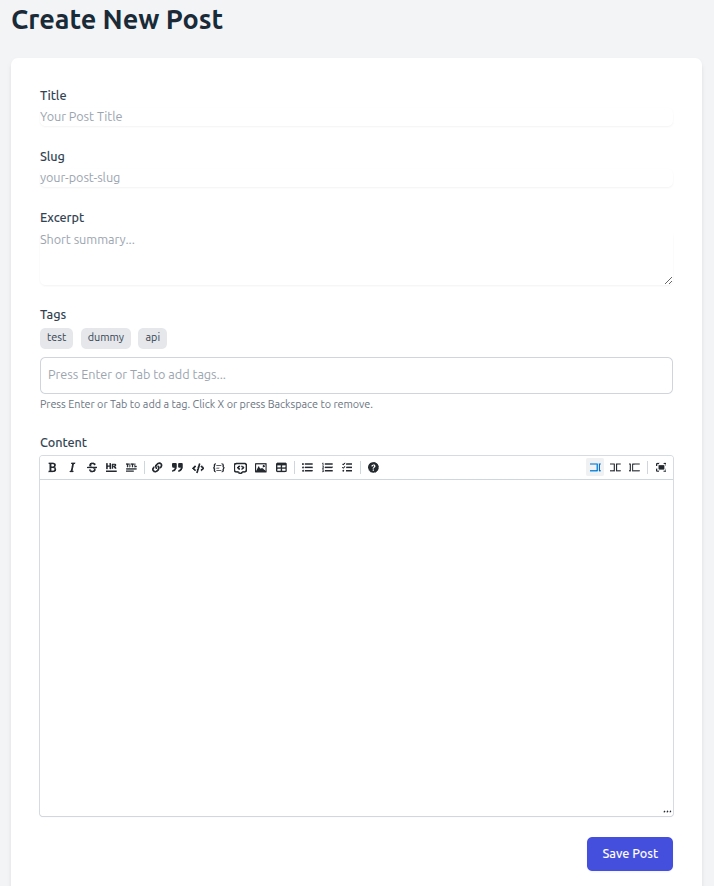 Create New Post
Title
Your Post Title
Slug
your-post-slug
Excerpt
Short summary...
Tags
test dummy api
Press Enter or Tab to add tags...
Press Enter or Tab to add a tag. Click X or press Backspace to remove.
Content
B I S HR TITL
Save Post